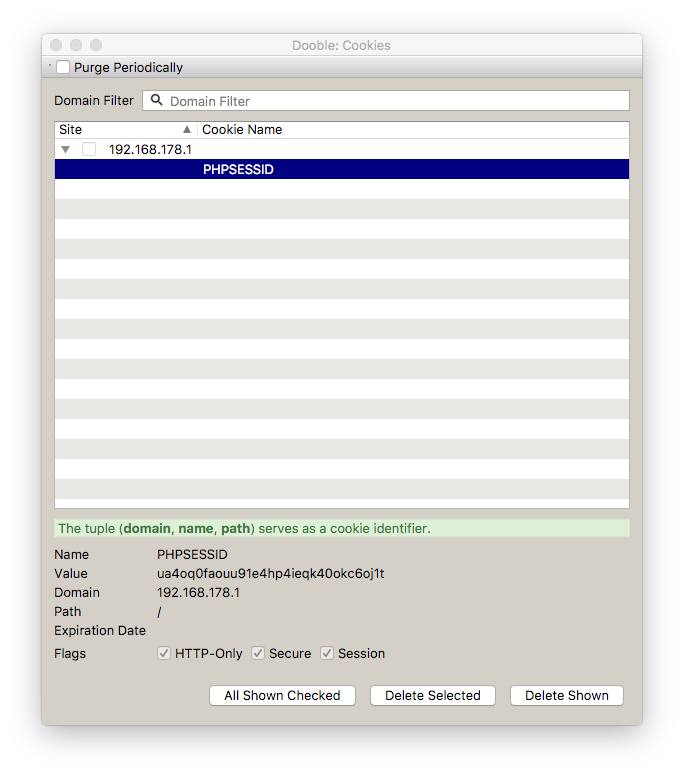 Dooble: Cookies
Purge Periodically
Domain Filter Domain Filter
Site Cookie Name
192.168.178.1
PHPSESSID
The tuple (domain, name, path) serves as a cookie identifier.
Name PHPSESSID
Value ua4oq0faouu91e4hp4ieqk40okc6oj1t
Domain 192.168.178.1
Path /
Expiration Date
Flags HTTP-Only Secure Session
All Shown Checked Delete Selected Delete Shown